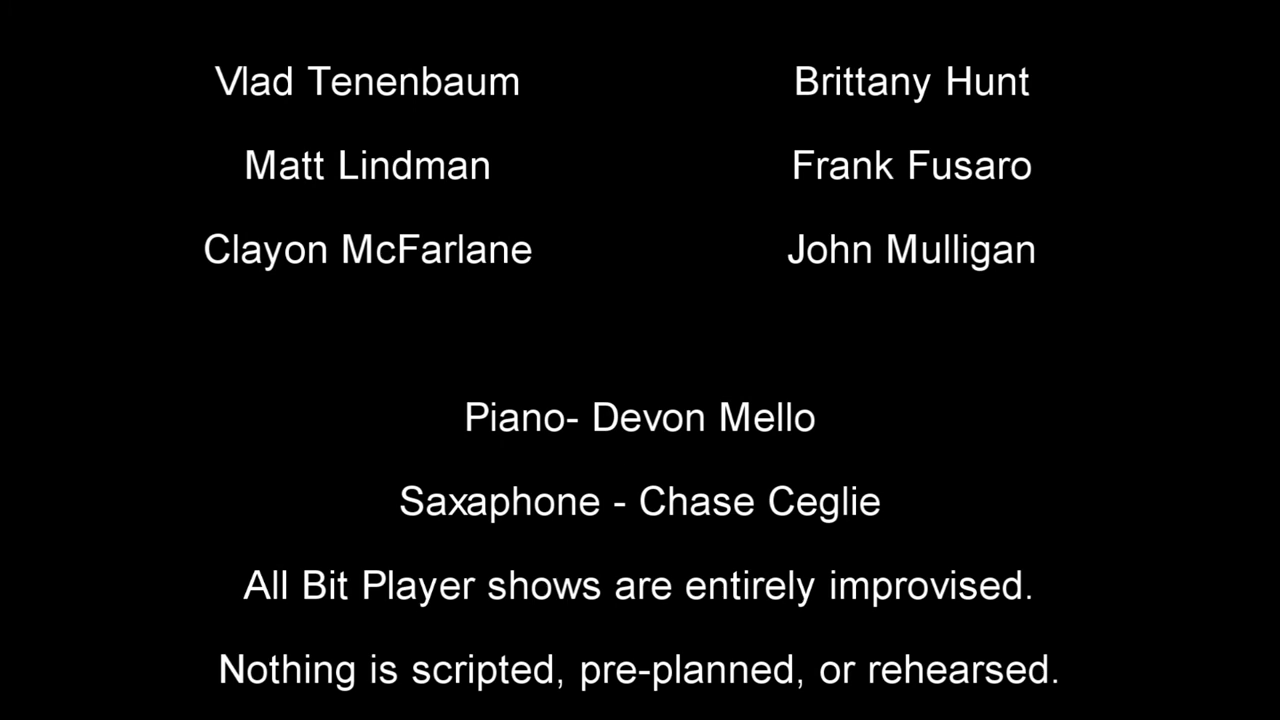 Vlad Tenenbaum Brittany Hunt
Matt Lindman Frank Fusaro
Clayon McFarlane John Mulligan
Piano- Devon Mello
Saxaphone - Chase Ceglie
All Bit Player shows are entirely improvised.
Nothing is scripted, pre-planned, or rehearsed.